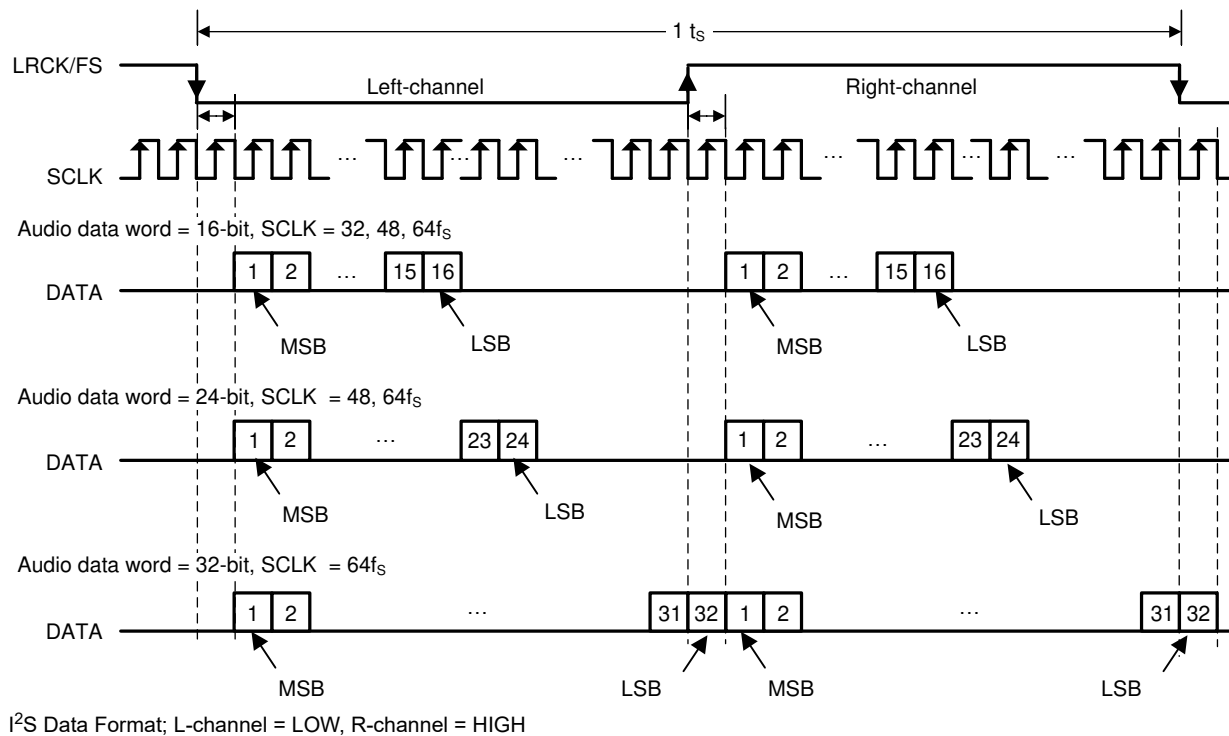 1 tS
LRCK/FS
Left-channel
Right-channel
... ... ... ... ... ...
SCLK
Audio data word = 16-bit, SCLK = 32, 48, 64fS
1 2 ... 15 16 1 2 ... 15 16
DATA
MSB LSB MSB LSB
Audio data word = 24-bit, SCLK = 48, 64fS
1 2 ... 23 24 1 2 ... 23 24
DATA
MSB LSB MSB LSB
Audio data word = 32-bit, SCLK = 64fS
1 2 ... 31 32 1 2 ... 31 32
DATA
MSB LSB MSB LSB
I2S Data Format; L-channel = LOW, R-channel = HIGH